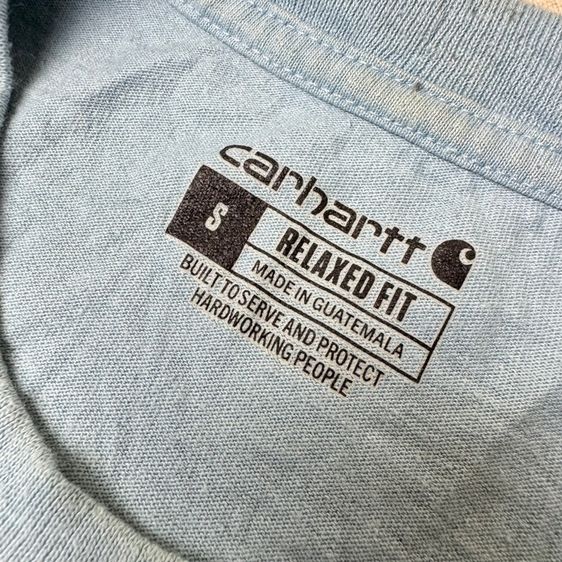 carhartt
S
RELAXED FIT
MADE IN GUATEMALA
BUILT TO SERVE AND PROTECT
HARDWORKING PEOPLE